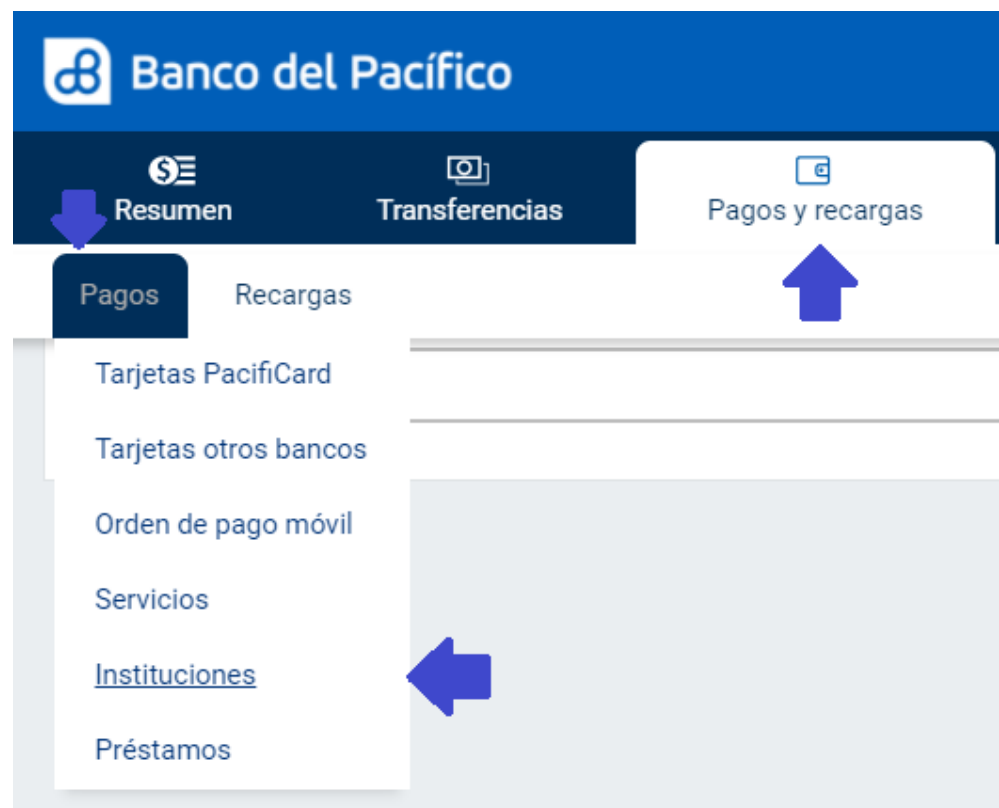 Banco del Pacífico
Resumen Transferencias Pagos y recargas
Pagos Recargas
Tarjetas PacifiCard
Tarjetas otros bancos
Orden de pago móvil
Servicios
Instituciones
Préstamos